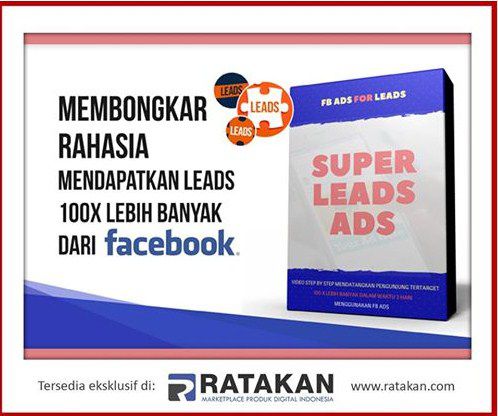 MEMBONGKAR
RAHASIA
MENDAPATKAN LEADS
100X LEBIH BANYAK
DARI facebook.
LEADS
LEADS
LEADS
FB ADS FOR LEADS
SUPER
LEADS
ADS
VIDEO STEP BY STEP MENDATANGKAN PENGUNJUNG TERTARGET
100 X LEBIH BANYAK DALAM WAKTU 3 HARI
MENGGUNAKAN FB ADS
Tersedia eksklusif di:
RATAKAN
MARKETPLACE PRODUK DIGITAL INDONESIA
www.ratakan.com